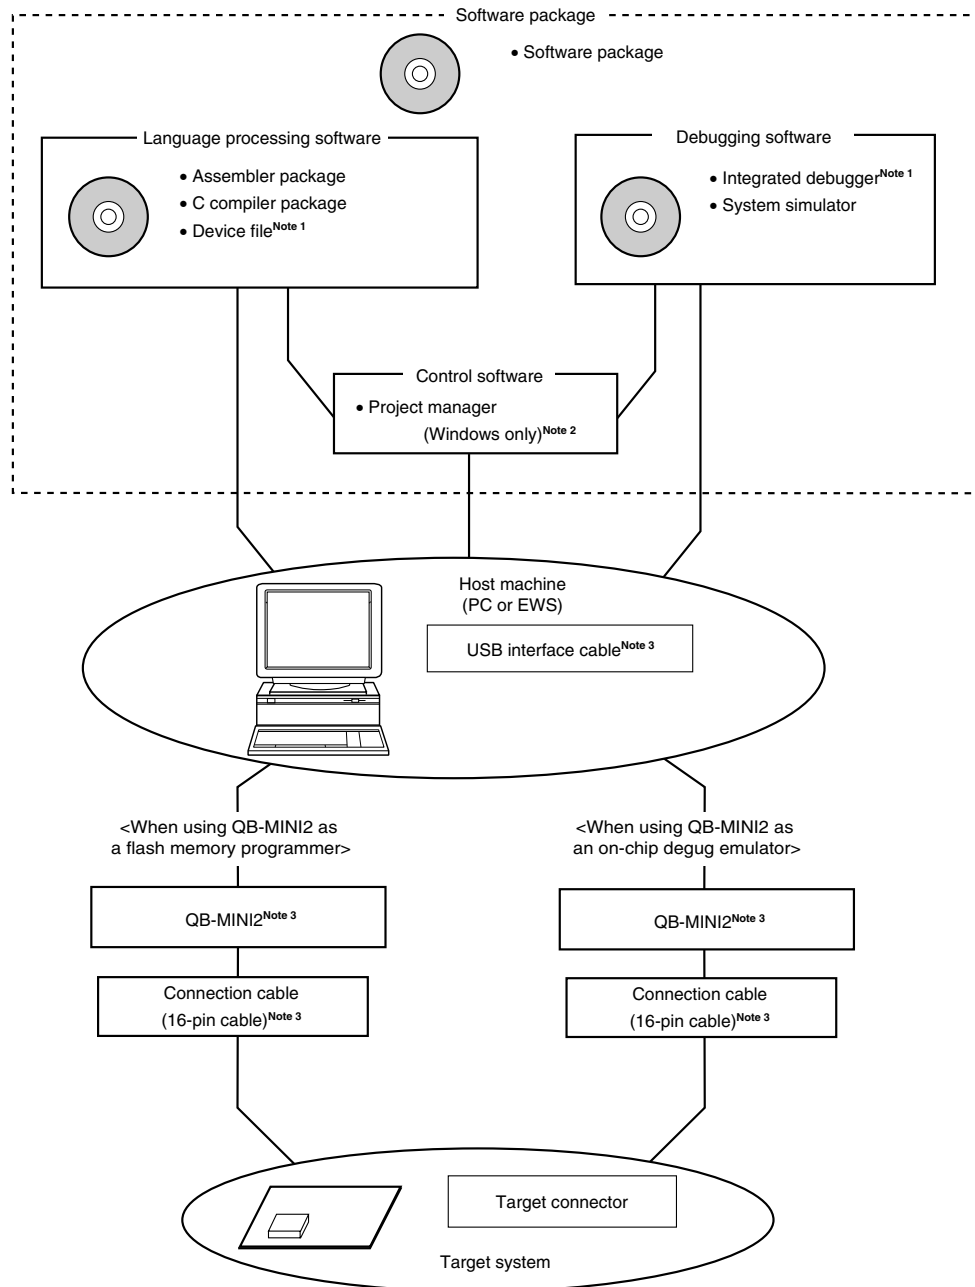 Software package
• Software package
Language processing software
• Assembler package
• C compiler package
• Device fileNote 1
Debugging software
• Integrated debuggerNote 1
• System simulator
Control software
• Project manager
(Windows only)Note 2
Host machine
(PC or EWS)
USB interface cableNote 3
<When using QB-MINI2 as
a flash memory programmer>
<When using QB-MINI2 as
an on-chip degug emulator>
QB-MINI2Note 3
QB-MINI2Note 3
Connection cable
(16-pin cable)Note 3
Connection cable
(16-pin cable)Note 3
Target connector
Target system